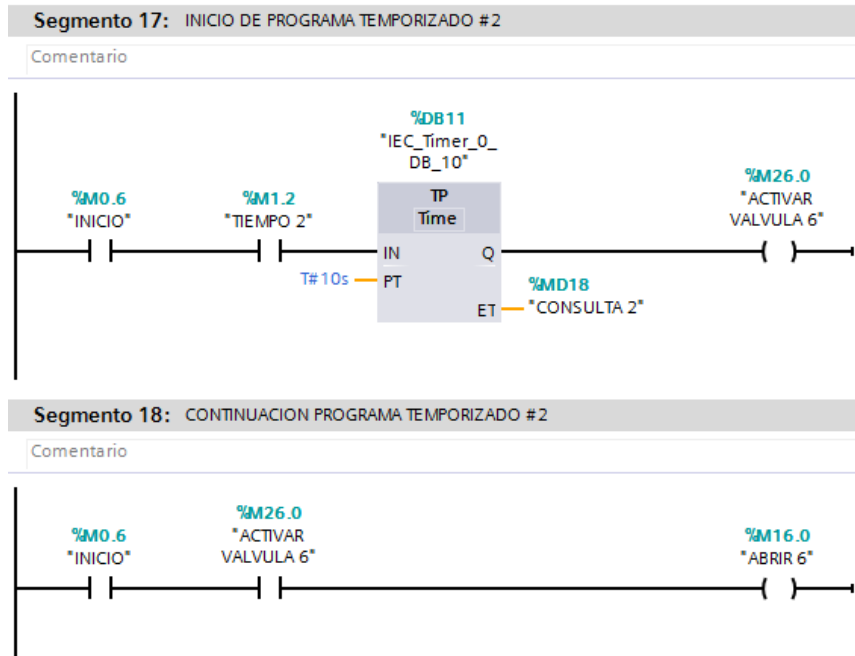 Segmento 17: INICIO DE PROGRAMA TEMPORIZADO #2
Comentario
%DB11
"IEC_Timer_0_
DB_10"
%M0.6
"INICIO"
%M1.2
"TIEMPO 2"
TP
Time
%M26.0
"ACTIVAR
VALVULA 6"
IN
Q
T#10s
PT
%MD18
ET
"CONSULTA 2"
Segmento 18: CONTINUACION PROGRAMA TEMPORIZADO #2
Comentario
%M0.6
"INICIO"
%M26.0
"ACTIVAR
VALVULA 6"
%M16.0
"ABRIR 6"